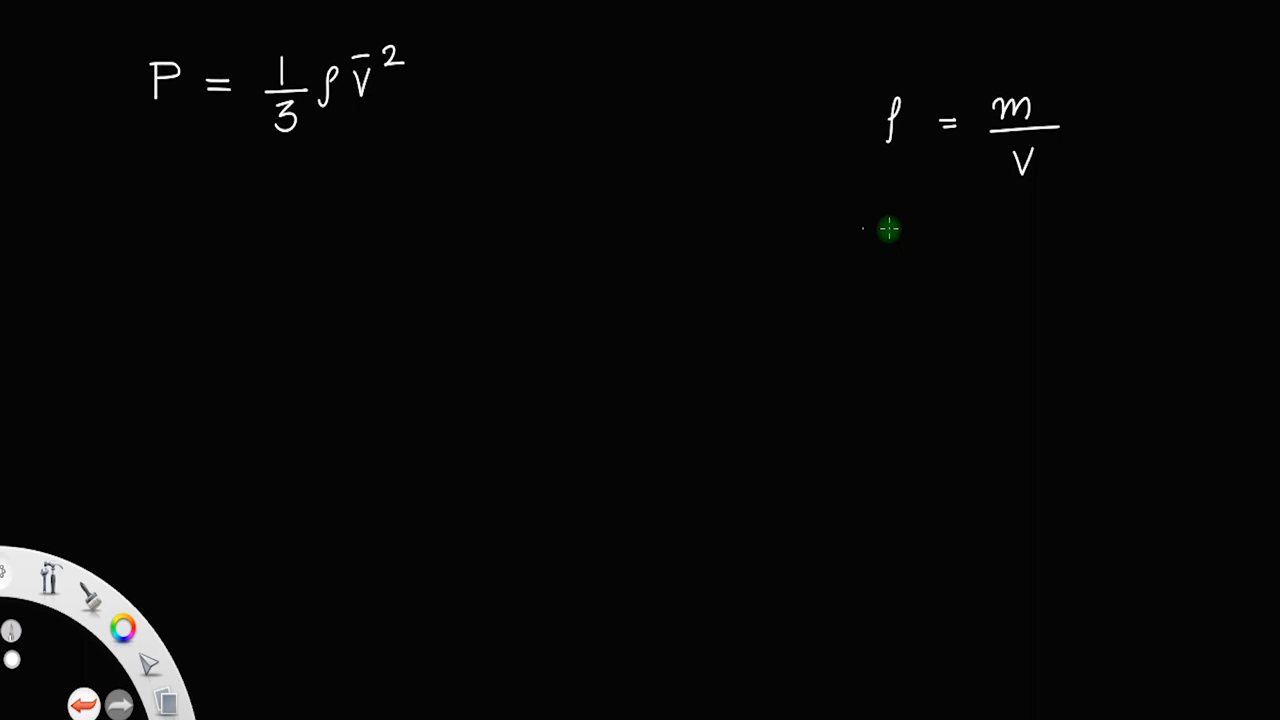 P = 1/3 ρ v̄²
ρ = m/V